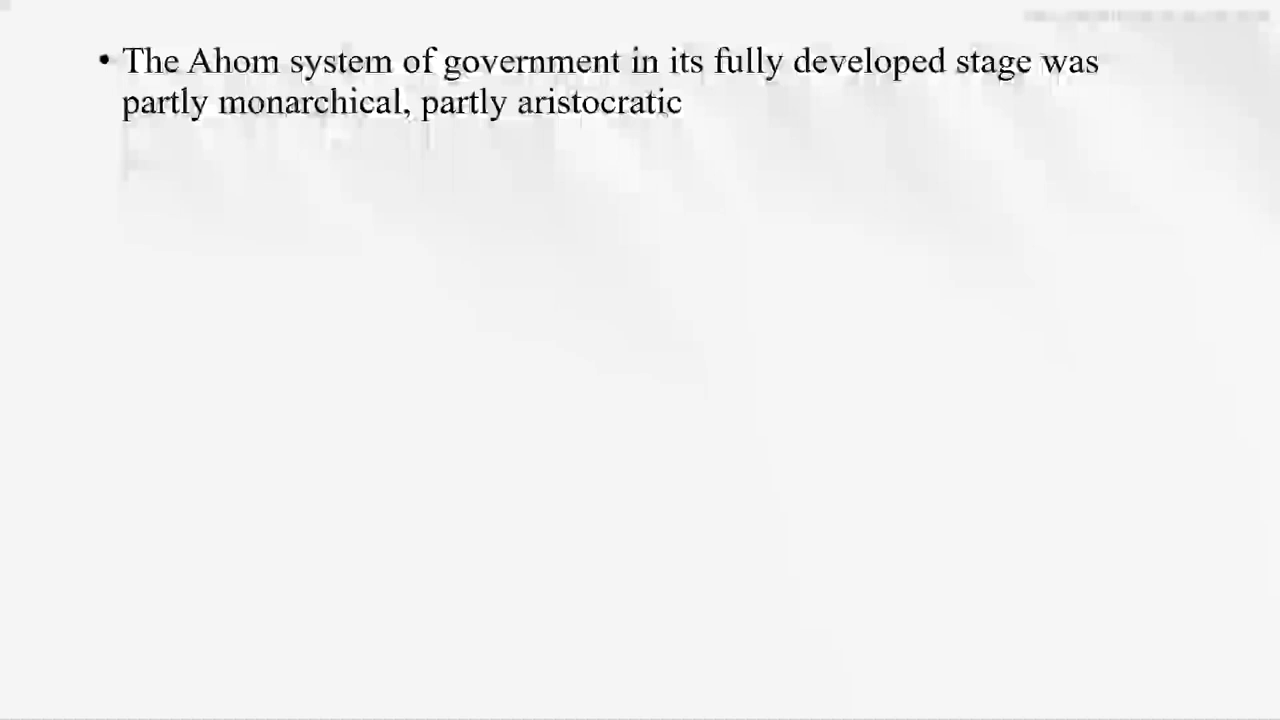 • The Ahom system of government in its fully developed stage was
partly monarchical, partly aristocratic